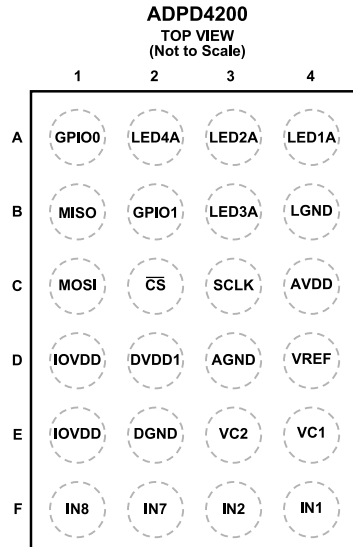 ADPD4200
TOP VIEW
(Not to Scale)
1 2 3 4
A GPIO0 LED4A LED2A LED1A
B MISO GPIO1 LED3A LGND
C MOSI C̅S̅ SCLK AVDD
D IOVDD DVDD1 AGND VREF
E IOVDD DGND VC2 VC1
F IN8 IN7 IN2 IN1